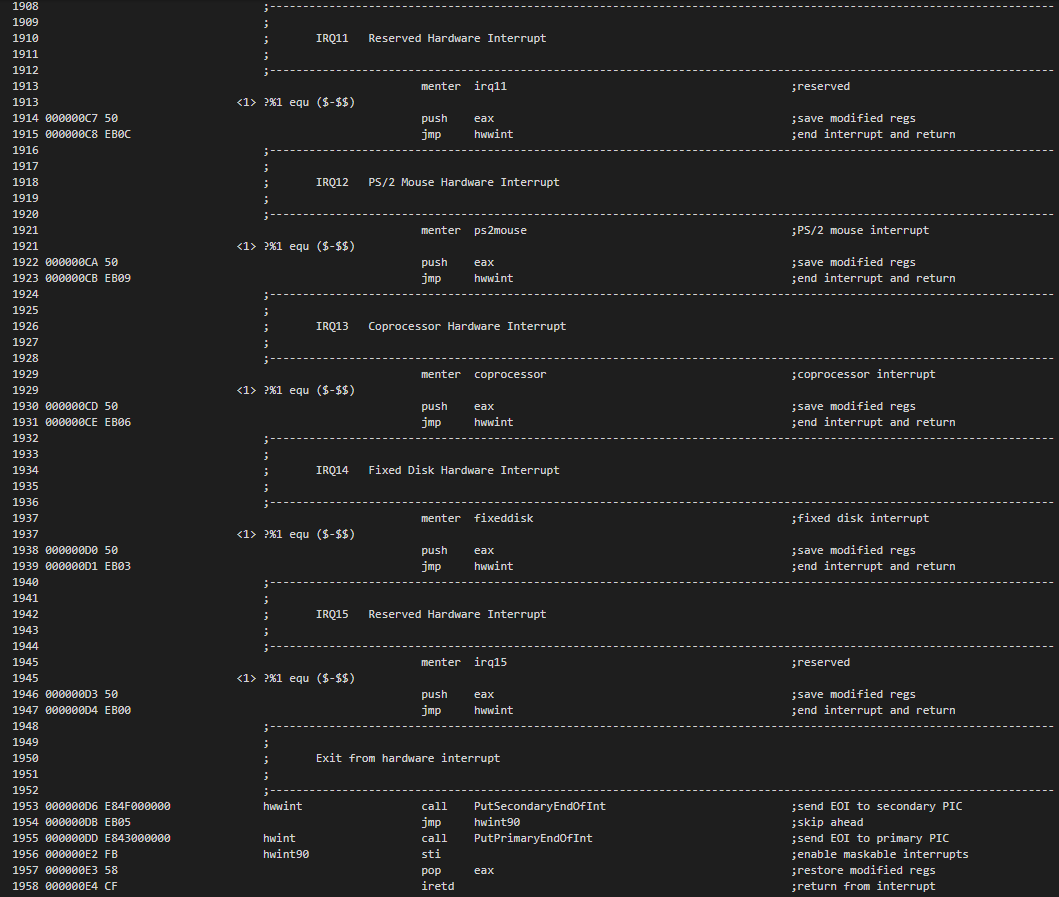 1908 ;------------------------------------------------------------------------------------------------------------------------
1909 ;
1910 ; IRQ11 Reserved Hardware Interrupt
1911 ;
1912 ;------------------------------------------------------------------------------------------------------------------------
1913 menter irq11 ;reserved
1913 <1> ?%1 equ ($-$$)
1914 000000C7 50 push eax ;save modified regs
1915 000000C8 EB0C jmp hwwint ;end interrupt and return
1916 ;------------------------------------------------------------------------------------------------------------------------
1917 ;
1918 ; IRQ12 PS/2 Mouse Hardware Interrupt
1919 ;
1920 ;------------------------------------------------------------------------------------------------------------------------
1921 menter ps2mouse ;PS/2 mouse interrupt
1921 <1> ?%1 equ ($-$$)
1922 000000CA 50 push eax ;save modified regs
1923 000000CB EB09 jmp hwwint ;end interrupt and return
1924 ;------------------------------------------------------------------------------------------------------------------------
1925 ;
1926 ; IRQ13 Coprocessor Hardware Interrupt
1927 ;
1928 ;------------------------------------------------------------------------------------------------------------------------
1929 menter coprocessor ;coprocessor interrupt
1929 <1> ?%1 equ ($-$$)
1930 000000CD 50 push eax ;save modified regs
1931 000000CE EB06 jmp hwwint ;end interrupt and return
1932 ;------------------------------------------------------------------------------------------------------------------------
1933 ;
1934 ; IRQ14 Fixed Disk Hardware Interrupt
1935 ;
1936 ;------------------------------------------------------------------------------------------------------------------------
1937 menter fixeddisk ;fixed disk interrupt
1937 <1> ?%1 equ ($-$$)
1938 000000D0 50 push eax ;save modified regs
1939 000000D1 EB03 jmp hwwint ;end interrupt and return
1940 ;------------------------------------------------------------------------------------------------------------------------
1941 ;
1942 ; IRQ15 Reserved Hardware Interrupt
1943 ;
1944 ;------------------------------------------------------------------------------------------------------------------------
1945 menter irq15 ;reserved
1945 <1> ?%1 equ ($-$$)
1946 000000D3 50 push eax ;save modified regs
1947 000000D4 EB00 jmp hwwint ;end interrupt and return
1948 ;------------------------------------------------------------------------------------------------------------------------
1949 ;
1950 ; Exit from hardware interrupt
1951 ;
1952 ;------------------------------------------------------------------------------------------------------------------------
1953 000000D6 E84F000000 hwwint call PutSecondaryEndOfInt ;send EOI to secondary PIC
1954 000000DB EB05 jmp hwint90 ;skip ahead
1955 000000DD E843000000 hwint call PutPrimaryEndOfInt ;send EOI to primary PIC
1956 000000E2 FB hwint90 sti ;enable maskable interrupts
1957 000000E3 58 pop eax ;restore modified regs
1958 000000E4 CF iretd ;return from interrupt